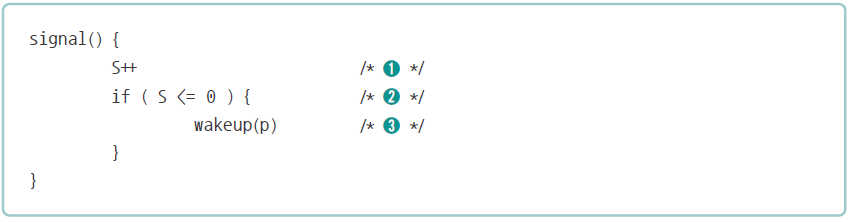 signal() {
S++ /* ❶ */
if ( S <= 0 ) { /* ❷ */
wakeup(p) /* ❸ */
}
}